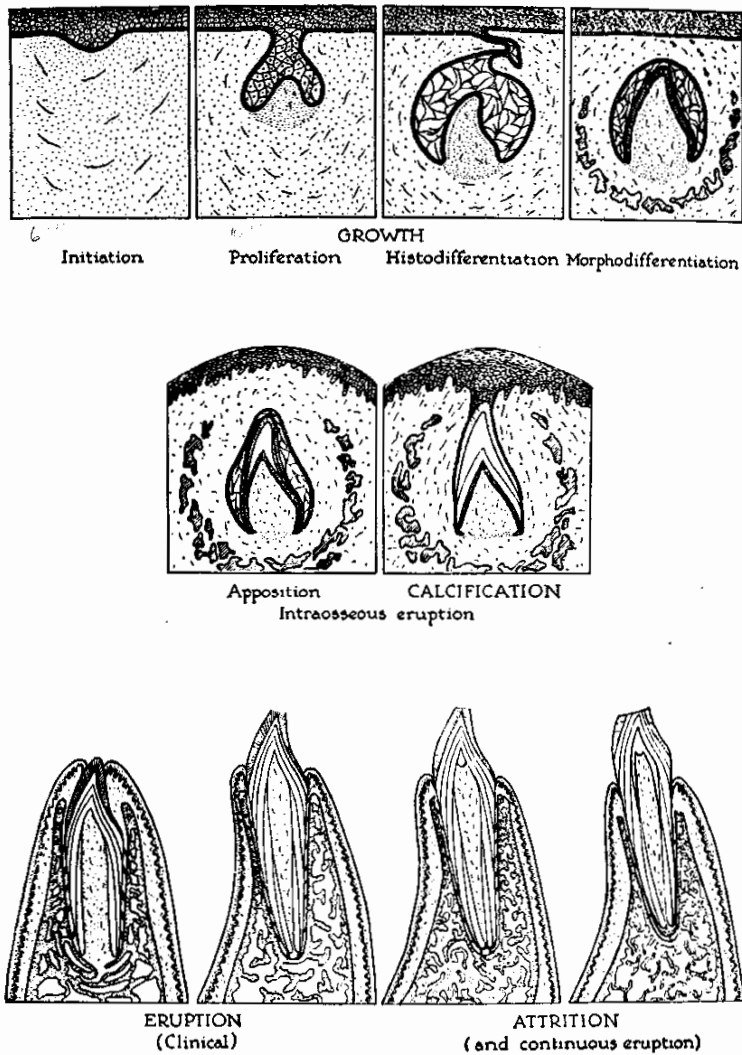 GROWTH
Initiation Proliferation Histodifferentiation Morphodifferentiation
Apposition CALCIFICATION
Intraosseous eruption
ERUPTION ATTRITION
(Clinical) (and continuous eruption)